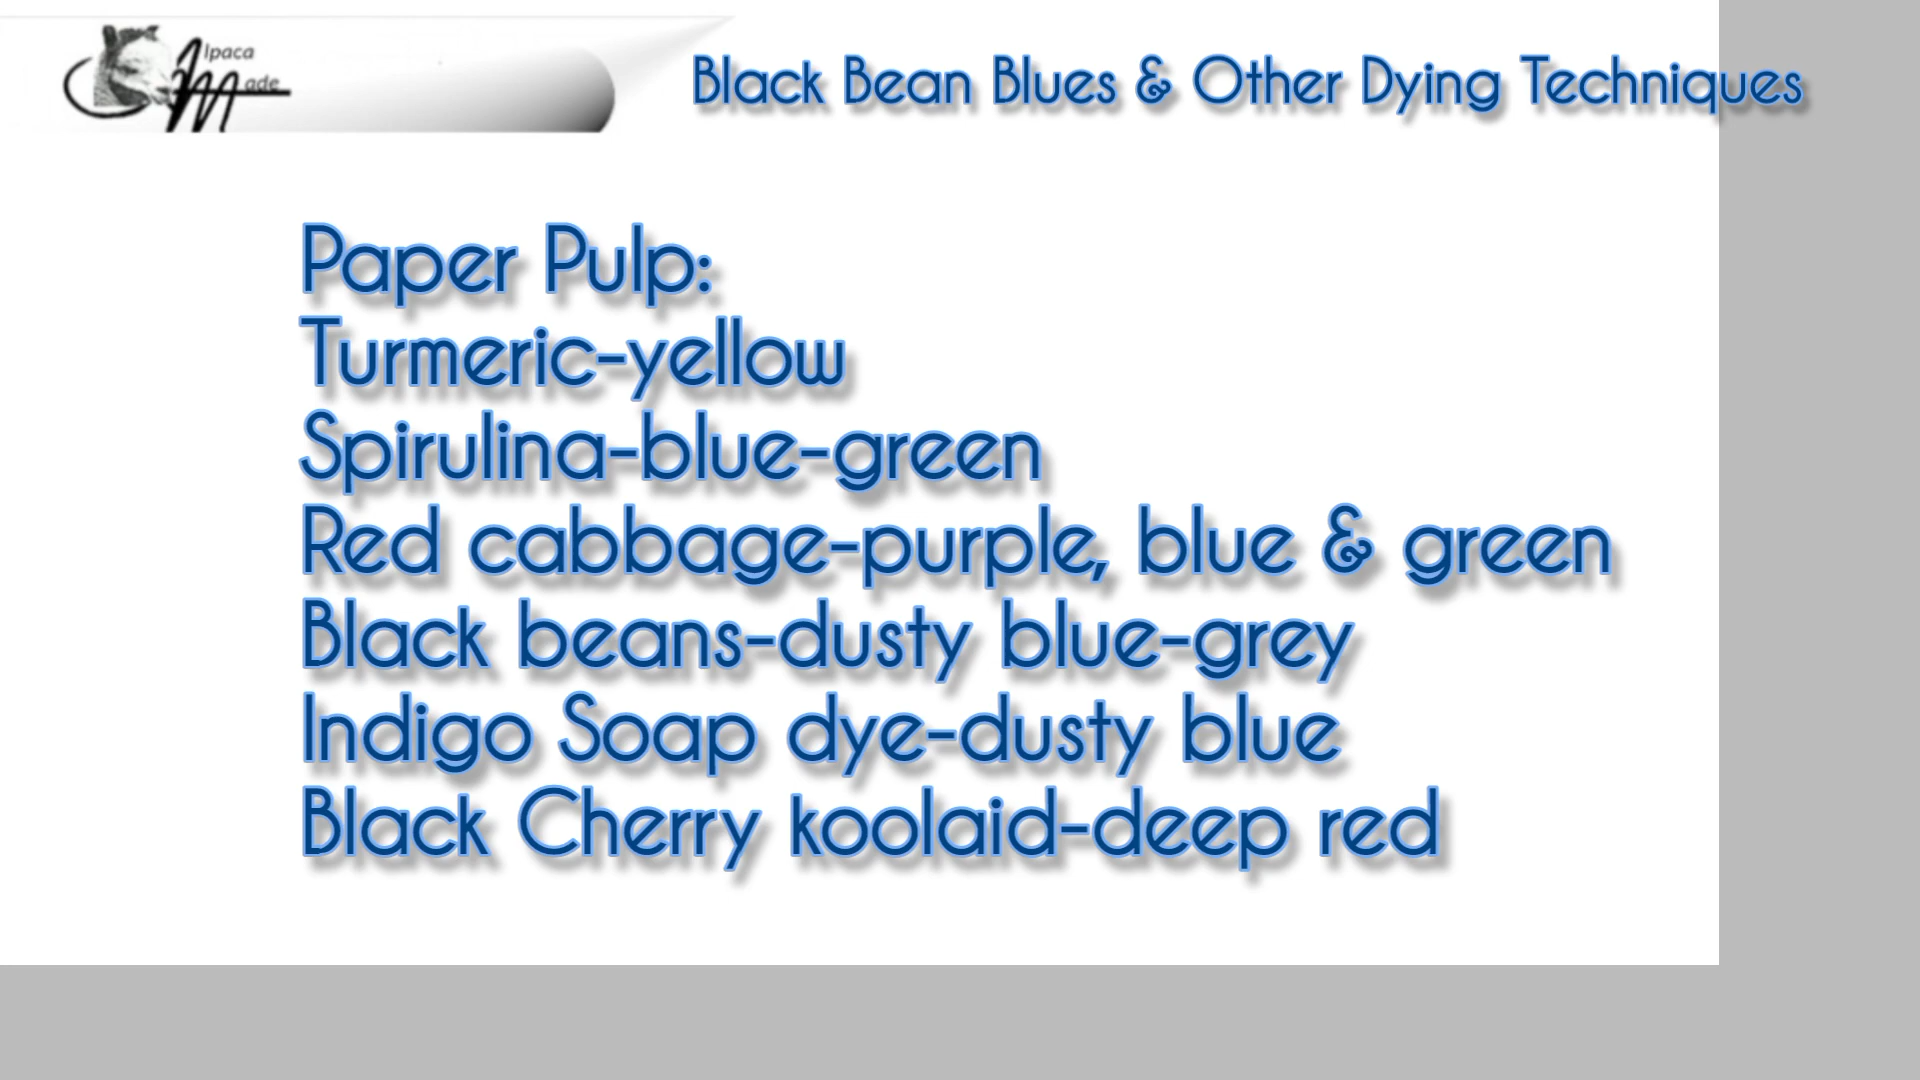 Alpaca
Made
Black Bean Blues & Other Dying Techniques
Paper Pulp:
Turmeric-yellow
Spirulina-blue-green
Red cabbage-purple, blue & green
Black beans-dusty blue-grey
Indigo Soap dye-dusty blue
Black Cherry koolaid-deep red